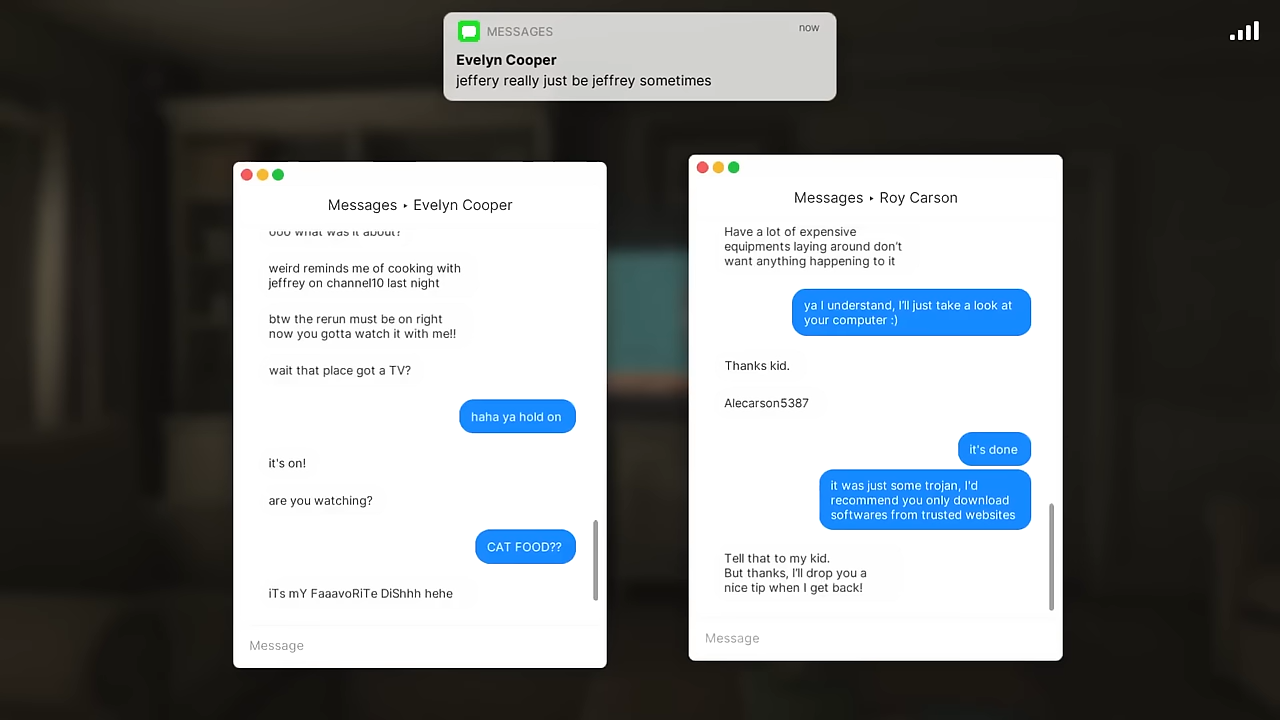 MESSAGES
now
Evelyn Cooper
jeffery really just be jeffrey sometimes
Messages ‣ Evelyn Cooper
ooo what was it about?
weird reminds me of cooking with
jeffrey on channel10 last night
btw the rerun must be on right
now you gotta watch it with me!!
wait that place got a TV?
haha ya hold on
it's on!
are you watching?
CAT FOOD??
iTs mY FaaavoRiTe DiShhh hehe
Message
Messages ‣ Roy Carson
Have a lot of expensive
equipments laying around don't
want anything happening to it
ya I understand, I'll just take a look at
your computer :)
Thanks kid.
Alecarson5387
it's done
it was just some trojan, I'd
recommend you only download
softwares from trusted websites
Tell that to my kid.
But thanks, I'll drop you a
nice tip when I get back!
Message